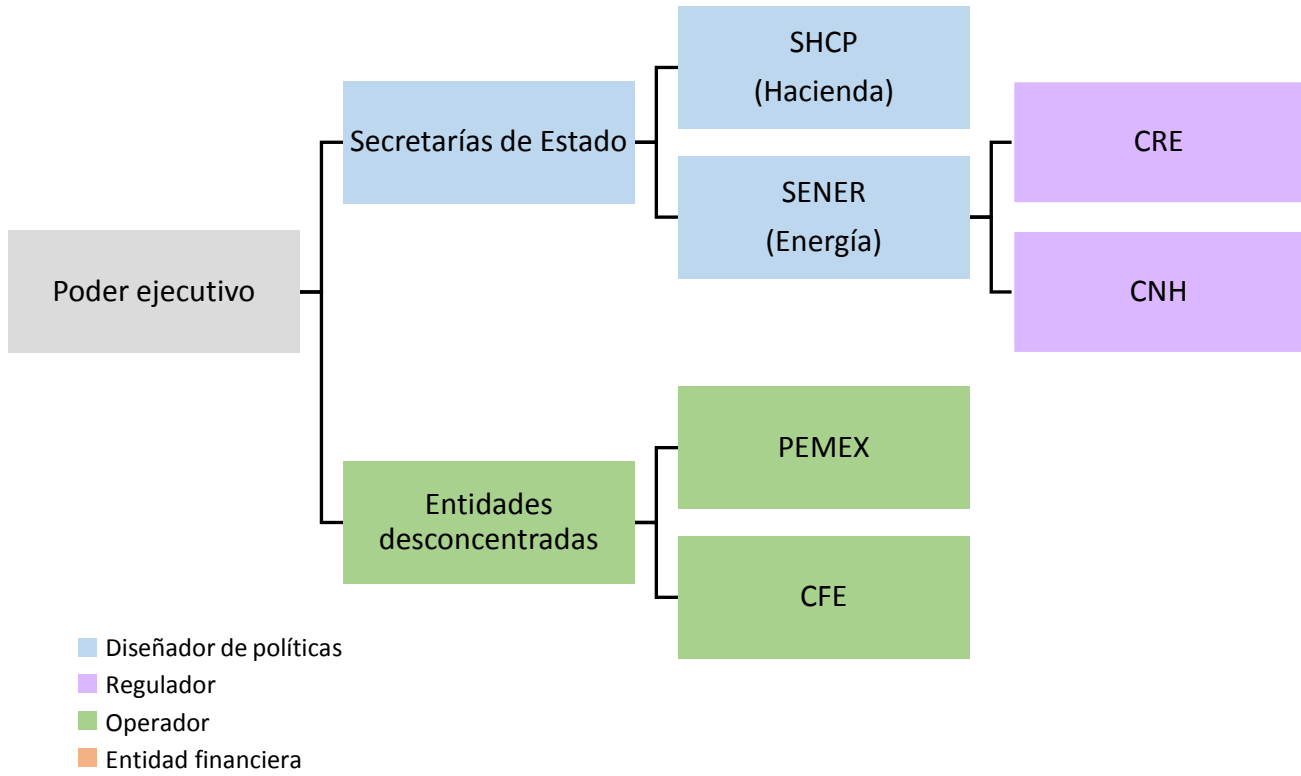 Poder ejecutivo
Secretarías de Estado
SHCP
(Hacienda)
SENER
(Energía)
CRE
CNH
Entidades
desconcentradas
PEMEX
CFE
Diseñador de políticas
Regulador
Operador
Entidad financiera